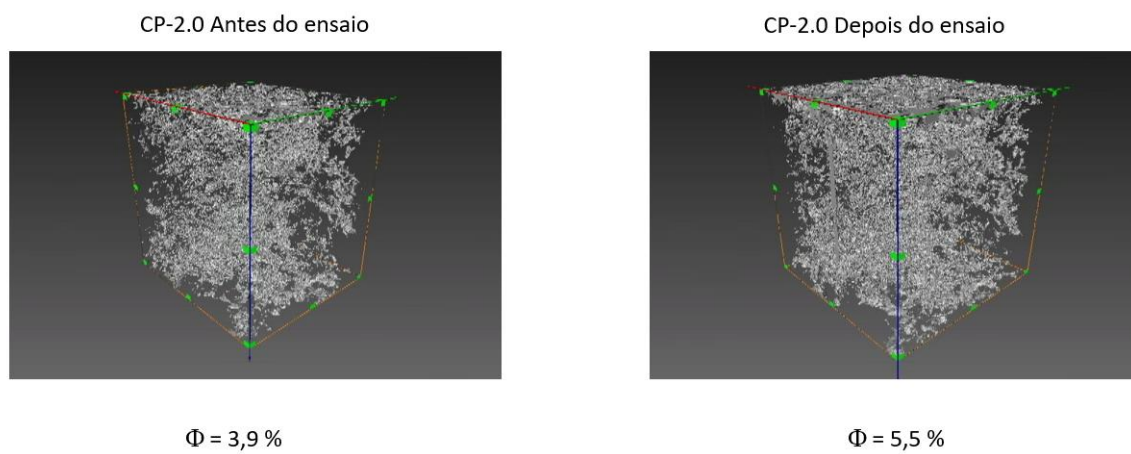 CP-2.0 Antes do ensaio
CP-2.0 Depois do ensaio
Φ = 3,9 %
Φ = 5,5 %